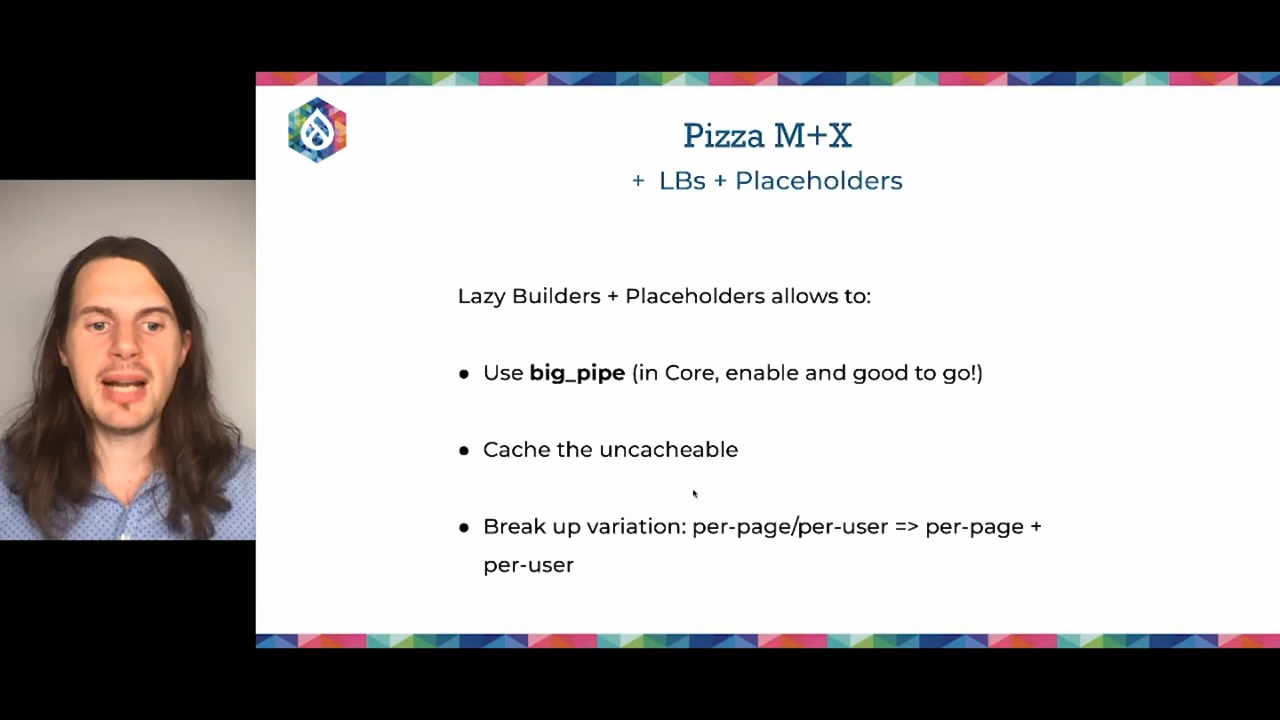 Pizza M+X
+ LBs + Placeholders
Lazy Builders + Placeholders allows to:
● Use big_pipe (in Core, enable and good to go!)
● Cache the uncacheable
● Break up variation: per-page/per-user => per-page +
per-user